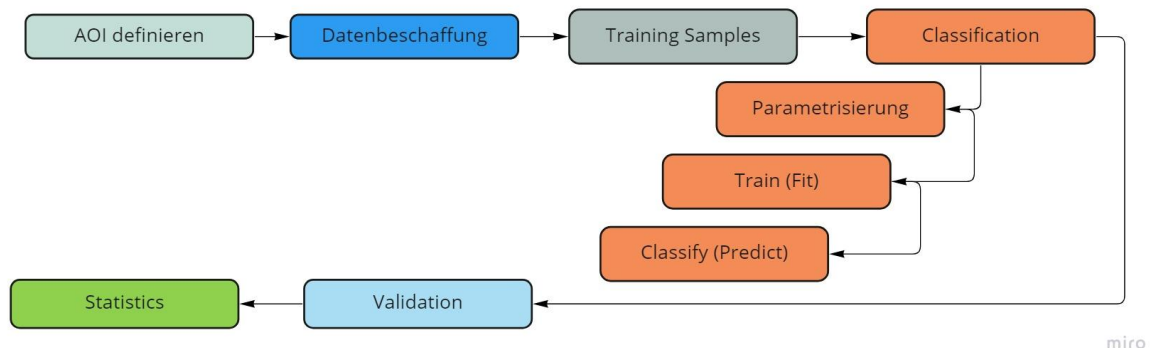 AOI definieren
Datenbeschaffung
Training Samples
Classification
Parametrisierung
Train (Fit)
Classify (Predict)
Statistics
Validation
miro